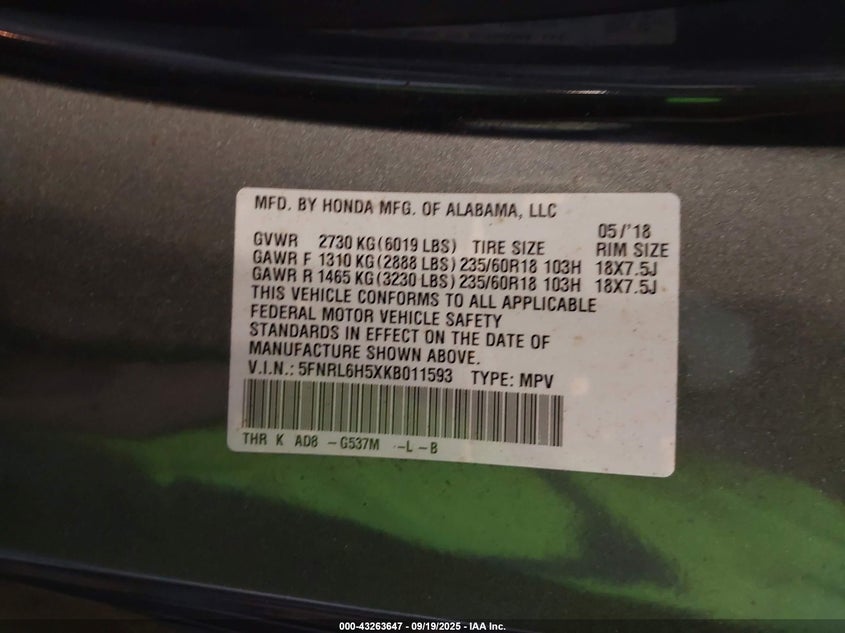 MFD. BY HONDA MFG. OF ALABAMA, LLC
05/'18
GVWR 2730 KG(6019 LBS) TIRE SIZE RIM SIZE
GAWR F 1310 KG(2888 LBS) 235/60R18 103H 18X7.5J
GAWR R 1465 KG(3230 LBS) 235/60R18 103H 18X7.5J
THIS VEHICLE CONFORMS TO ALL APPLICABLE
FEDERAL MOTOR VEHICLE SAFETY
STANDARDS IN EFFECT ON THE DATE OF
MANUFACTURE SHOWN ABOVE.
V.I.N.: 5FNRL6H5XKB011593 TYPE: MPV
THR K AD8 -G537M -L -B
000-43263647 - 09/19/2025 - IAA Inc.